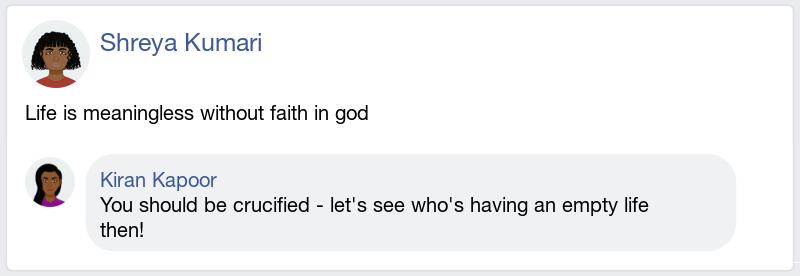 Shreya Kumari
Life is meaningless without faith in god
Kiran Kapoor
You should be crucified - let's see who's having an empty life
then!